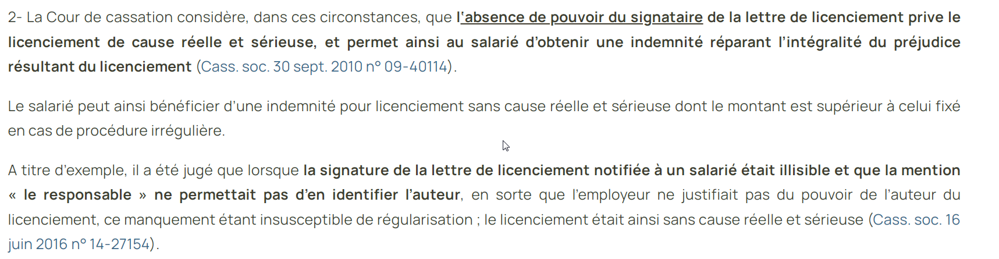 2- La Cour de cassation considère, dans ces circonstances, que l‘absence de pouvoir du signataire de la lettre de licenciement prive le
licenciement de cause réelle et sérieuse, et permet ainsi au salarié d’obtenir une indemnité réparant l’intégralité du préjudice
résultant du licenciement (Cass. soc. 30 sept. 2010 n° 09-40114).
Le salarié peut ainsi bénéficier d’une indemnité pour licenciement sans cause réelle et sérieuse dont le montant est supérieur à celui fixé
en cas de procédure irrégulière.
A titre d’exemple, il a été jugé que lorsque la signature de la lettre de licenciement notifiée à un salarié était illisible et que la mention
« le responsable » ne permettait pas d’en identifier l’auteur, en sorte que l’employeur ne justifiait pas du pouvoir de l’auteur du
licenciement, ce manquement étant insusceptible de régularisation ; le licenciement était ainsi sans cause réelle et sérieuse (Cass. soc. 16
juin 2016 n° 14-27154).